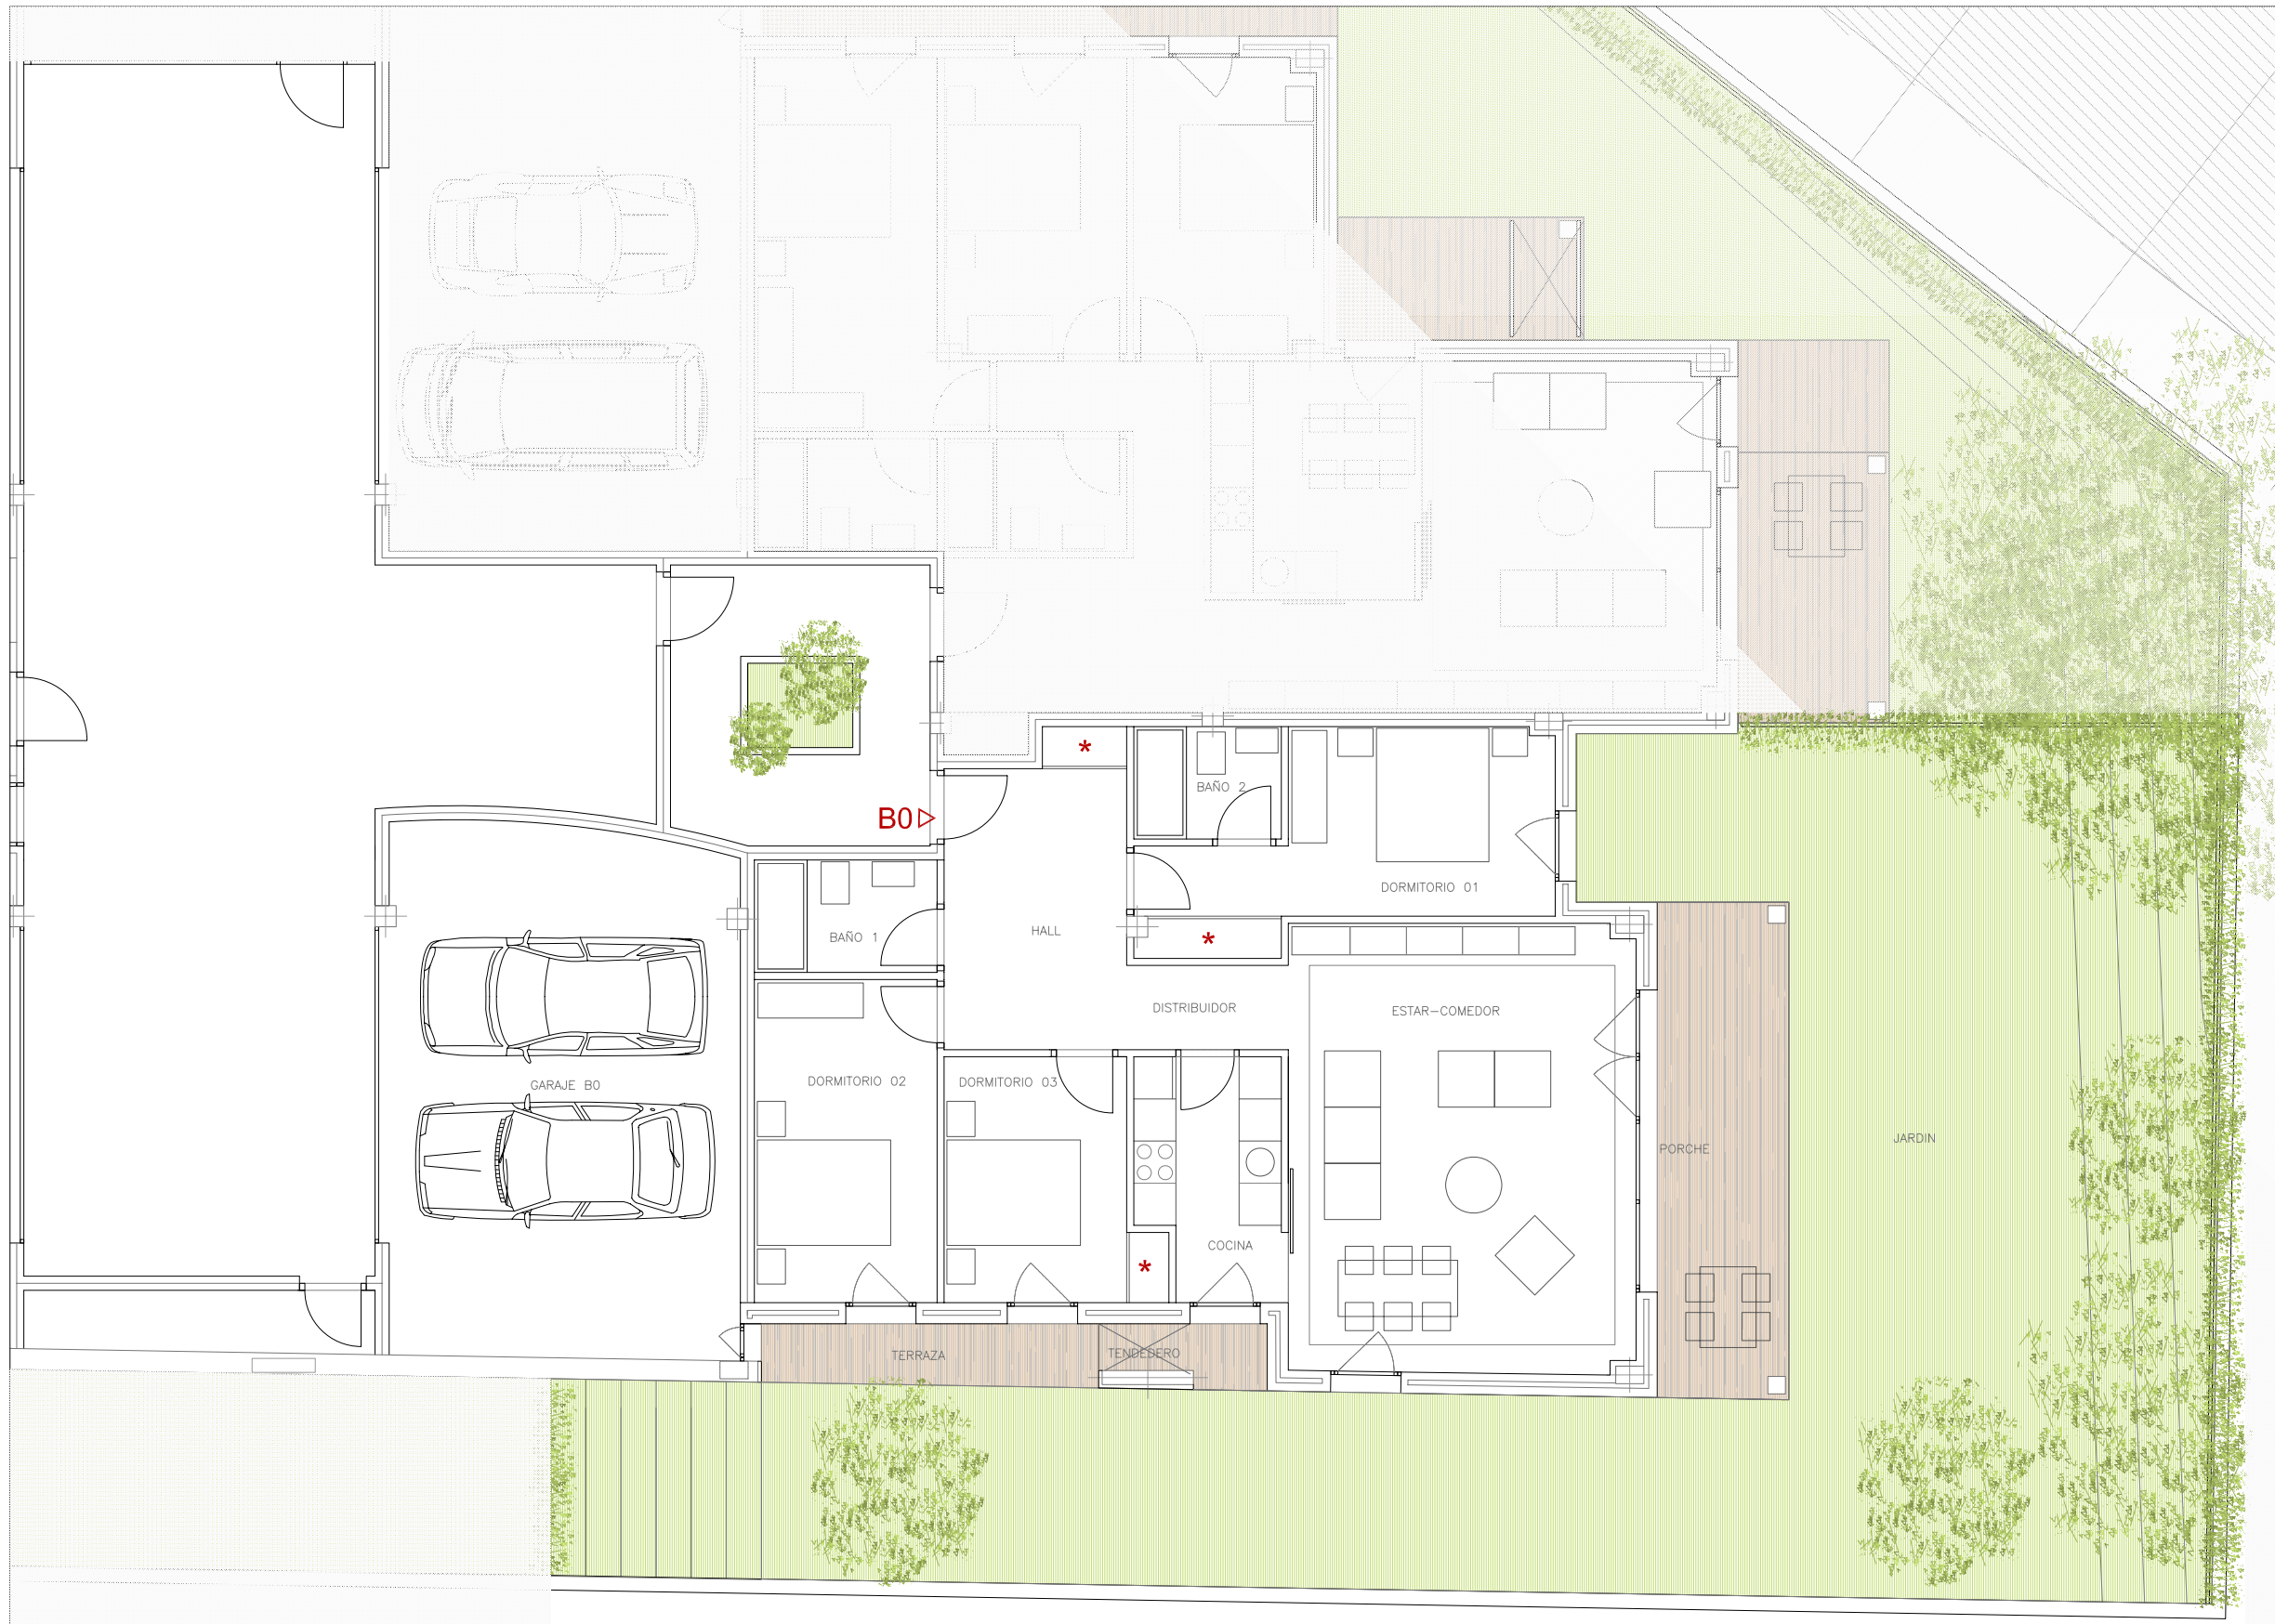 *
BAÑO 2
B0
DORMITORIO 01
HALL
BAÑO 1
*
DISTRIBUIDOR
ESTAR-COMEDOR
DORMITORIO 02
DORMITORIO 03
GARAJE B0
JARDIN
PORCHE
COCINA
*
TERRAZA
TENDEDERO